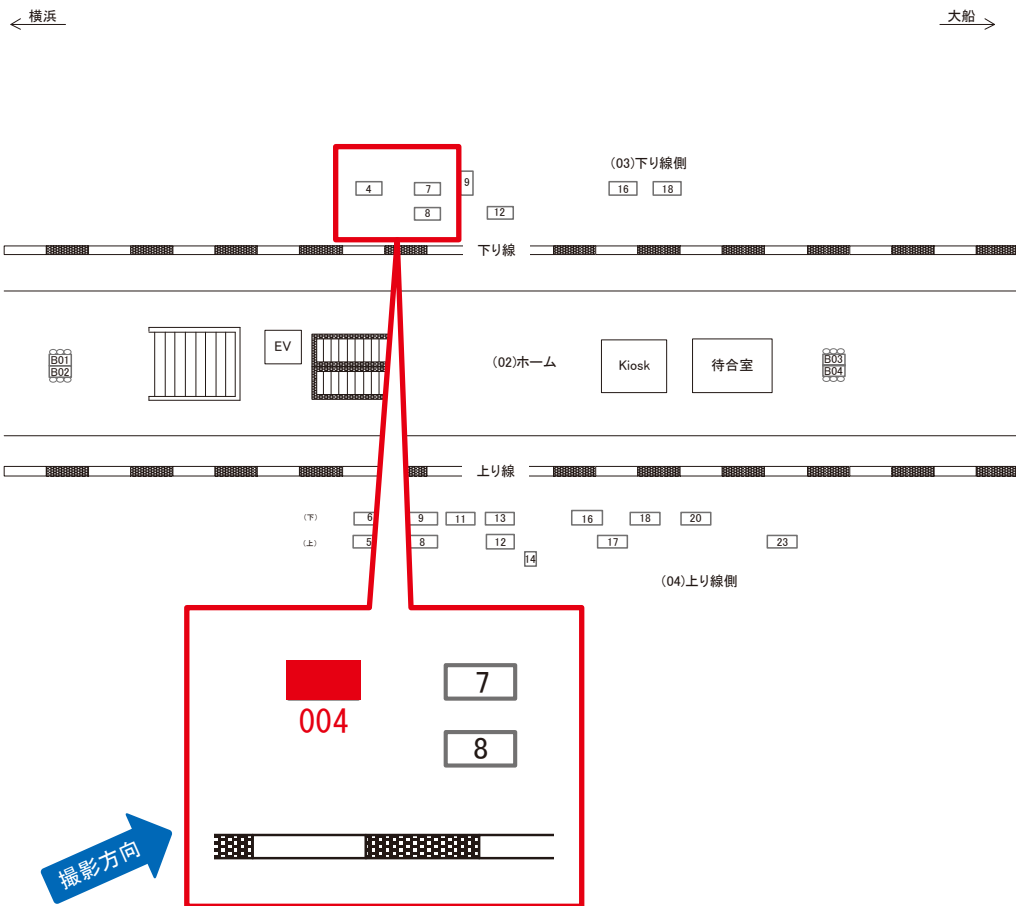 横浜
大船
(03)下り線側
4
7
9
16
18
8
12
下り線
EV
(02)ホーム
Kiosk
待合室
B01
B02
B03
B04
上り線
(下)
6
9
11
13
16
18
20
(上)
5
8
12
17
23
14
(04)上り線側
7
004
8
撮影方向